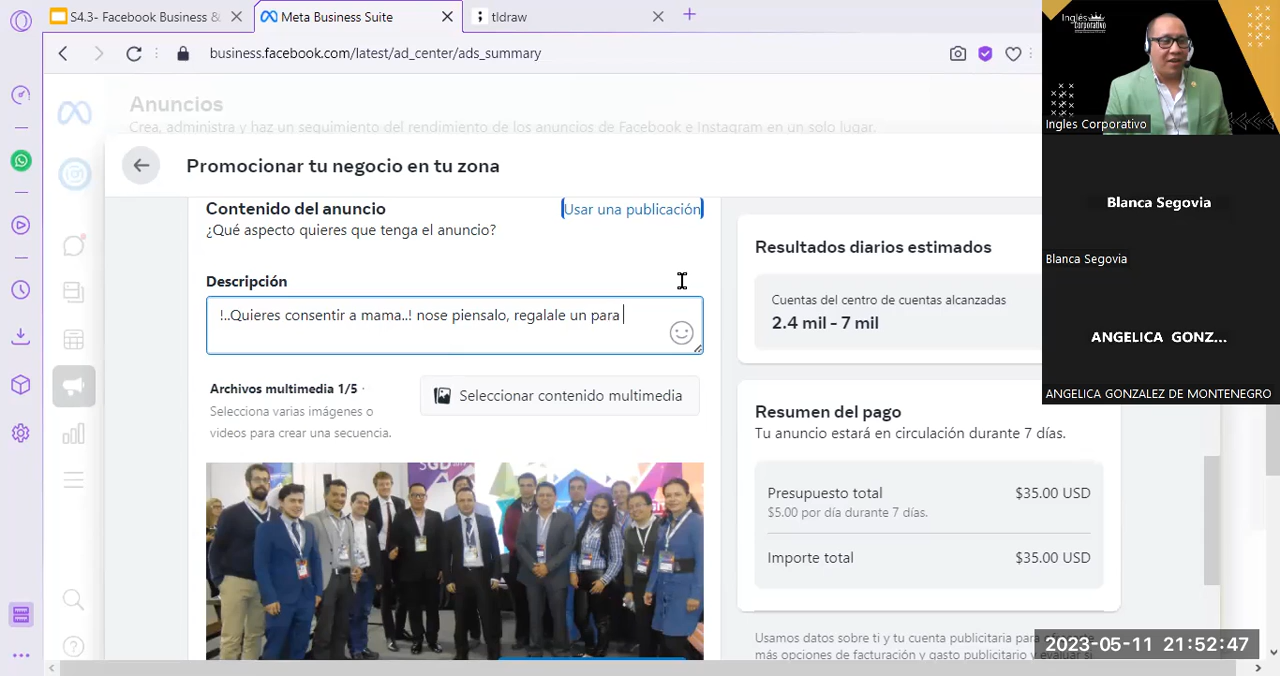 S4.3- Facebook Business &
Meta Business Suite
tldraw
business.facebook.com/latest/ad_center/ads_summary
Inglés
Corporativo
Ingles Corporativo
Anuncios
Crea, administra y haz un seguimiento del rendimiento de los anuncios de Facebook e Instagram en un solo lugar.
Promocionar tu negocio en tu zona
Contenido del anuncio
Usar una publicación
¿Qué aspecto quieres que tenga el anuncio?
Descripción
!..Quieres consentir a mama..! nose piensalo, regalale un para
Archivos multimedia 1/5 ·
Selecciona varias imágenes o
videos para crear una secuencia.
Seleccionar contenido multimedia
SGD
Resultados diarios estimados
Cuentas del centro de cuentas alcanzadas
2.4 mil - 7 mil
Resumen del pago
Tu anuncio estará en circulación durante 7 días.
Presupuesto total
$35.00 USD
$5.00 por día durante 7 días.
Importe total
$35.00 USD
Usamos datos sobre ti y tu cuenta publicitaria para
más opciones de facturación y gasto publicitario y
Blanca Segovia
Blanca Segovia
ANGELICA GONZ...
ANGELICA GONZALEZ DE MONTENEGRO
2023-05-11 21:52:47